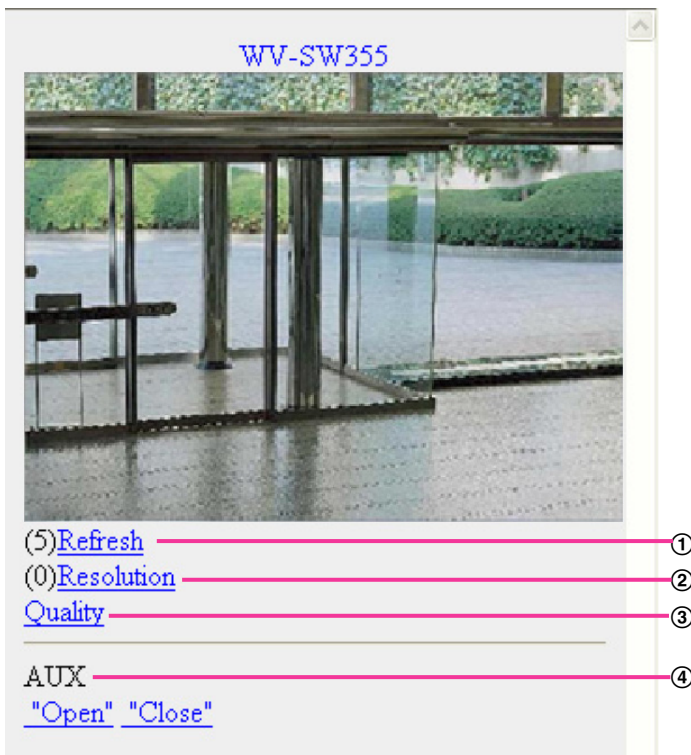 WV-SW355
(5)Refresh ①
(0)Resolution ②
Quality ③
AUX ④
"Open" "Close"